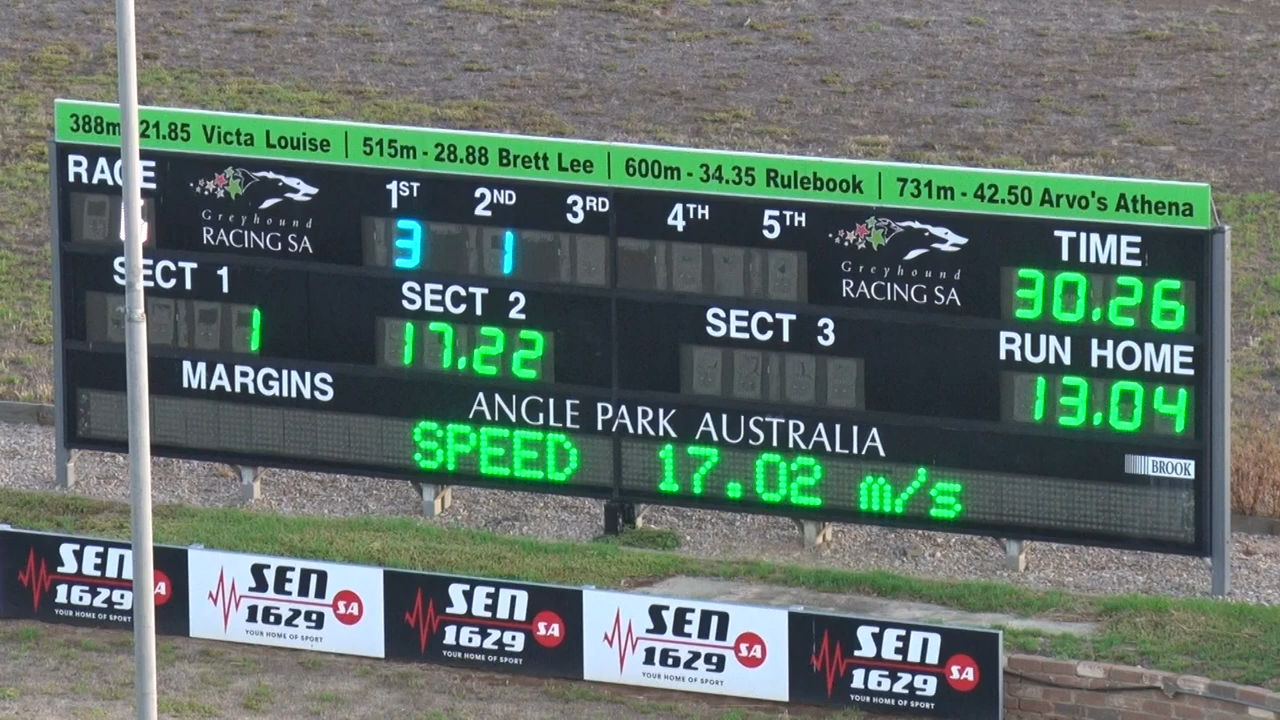 388m 21.85 Victa Louise | 515m - 28.88 Brett Lee | 600m - 34.35 Rulebook | 731m - 42.50 Arvo's Athena
RACE
Greyhound
RACING SA
1ST 2ND 3RD 4TH 5TH
3 1
Greyhound
RACING SA
TIME
30.26
SECT 1
1
SECT 2
17.22
SECT 3
RUN HOME
13.04
MARGINS
ANGLE PARK AUSTRALIA
SPEED 17.02 m/s
BROOK
SEN
1629 A
YOUR HOME OF SPORT
SEN
1629 SA
YOUR HOME OF SPORT
SEN
1629 SA
YOUR HOME OF SPORT
SEN
1629 SA
YOUR HOME OF SPORT
SEN
1629 SA
YOUR HOME OF SPORT